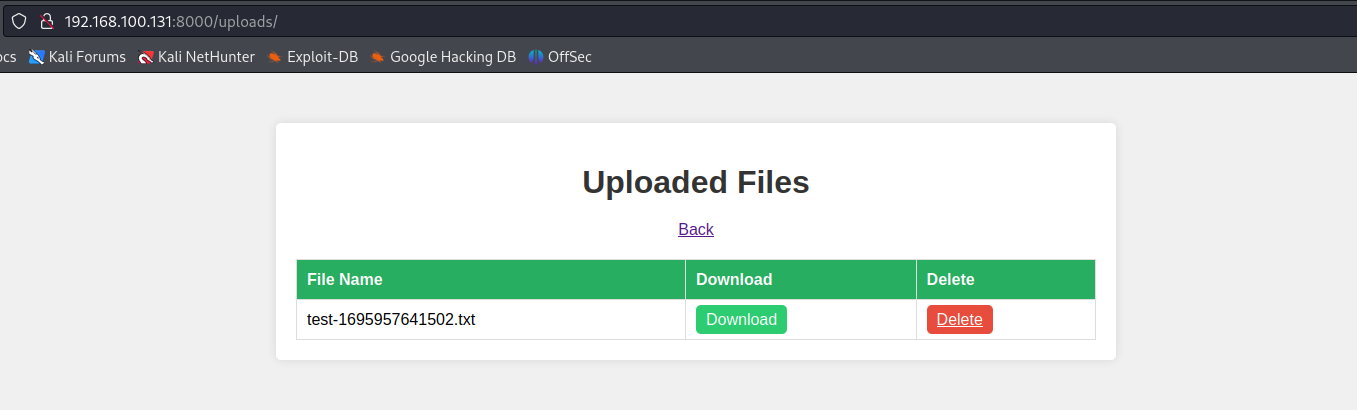 192.168.100.131:8000/uploads/
ocs Kali Forums Kali NetHunter Exploit-DB Google Hacking DB OffSec
Uploaded Files
Back
File Name Download Delete
test-1695957641502.txt Download Delete